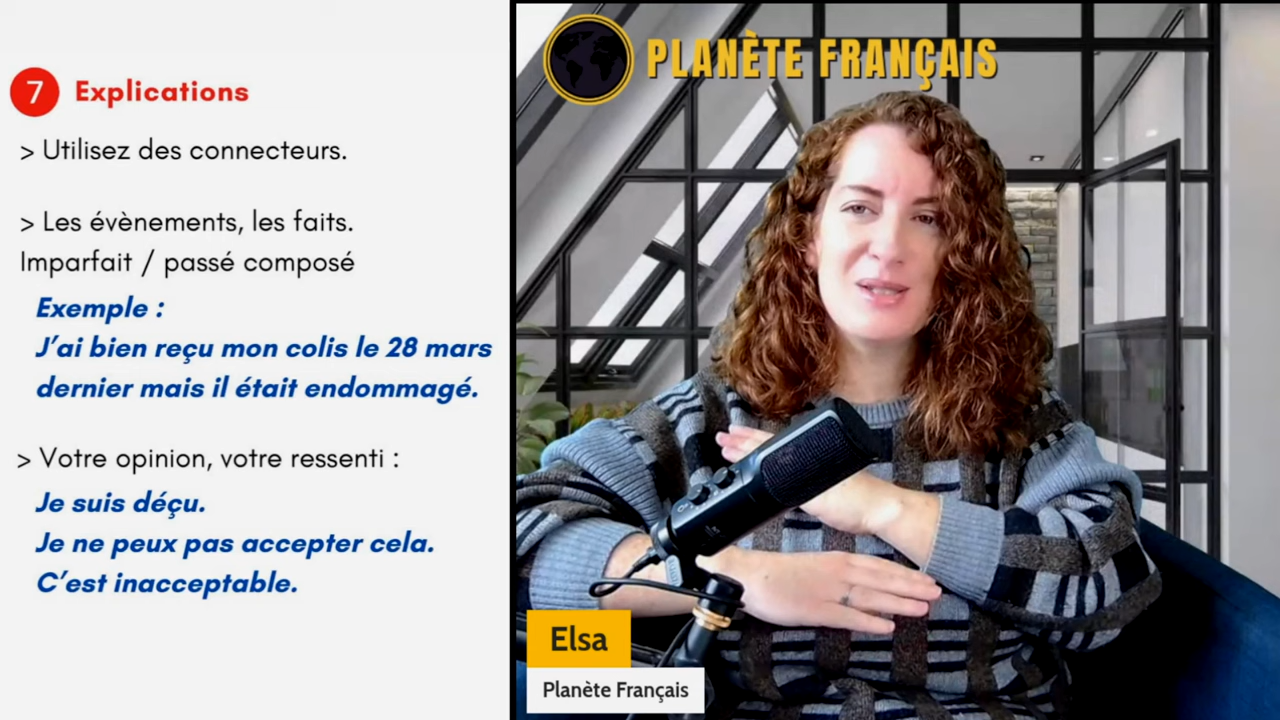 7 Explications
> Utilisez des connecteurs.
> Les évènements, les faits.
Imparfait / passé composé
Exemple :
J'ai bien reçu mon colis le 28 mars
dernier mais il était endommagé.
> Votre opinion, votre ressenti :
Je suis déçu.
Je ne peux pas accepter cela.
C'est inacceptable.
PLANÈTE FRANÇAIS
Elsa
Planète Français